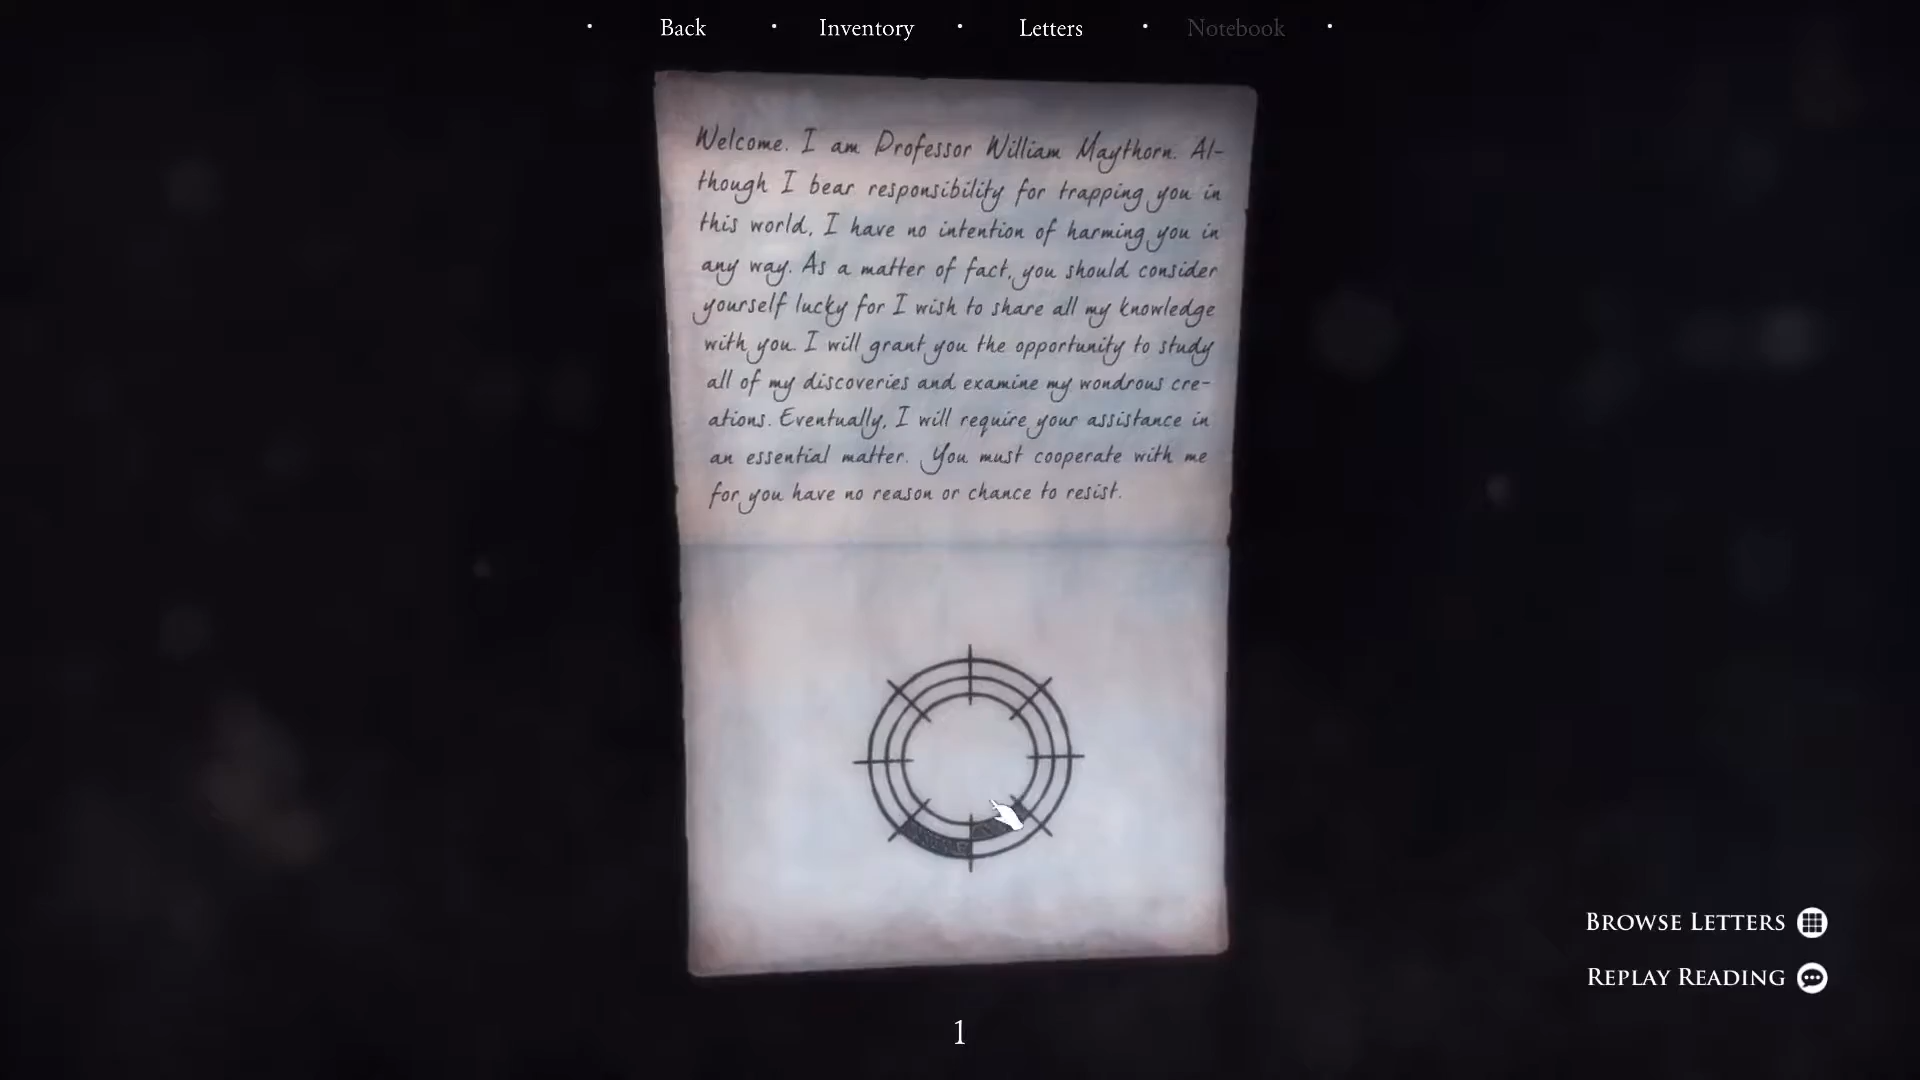 Back
Inventory
Letters
Notebook
Welcome. I am Professor William Maythorn. Al-
though I bear responsibility for trapping you in
this world, I have no intention of harming you in
any way. As a matter of fact, you should consider
yourself lucky for I wish to share all my knowledge
with you. I will grant you the opportunity to study
all of my discoveries and examine my wondrous cre-
ations. Eventually, I will require your assistance in
an essential matter. You must cooperate with me
for you have no reason or chance to resist.
BROWSE LETTERS
REPLAY READING
1